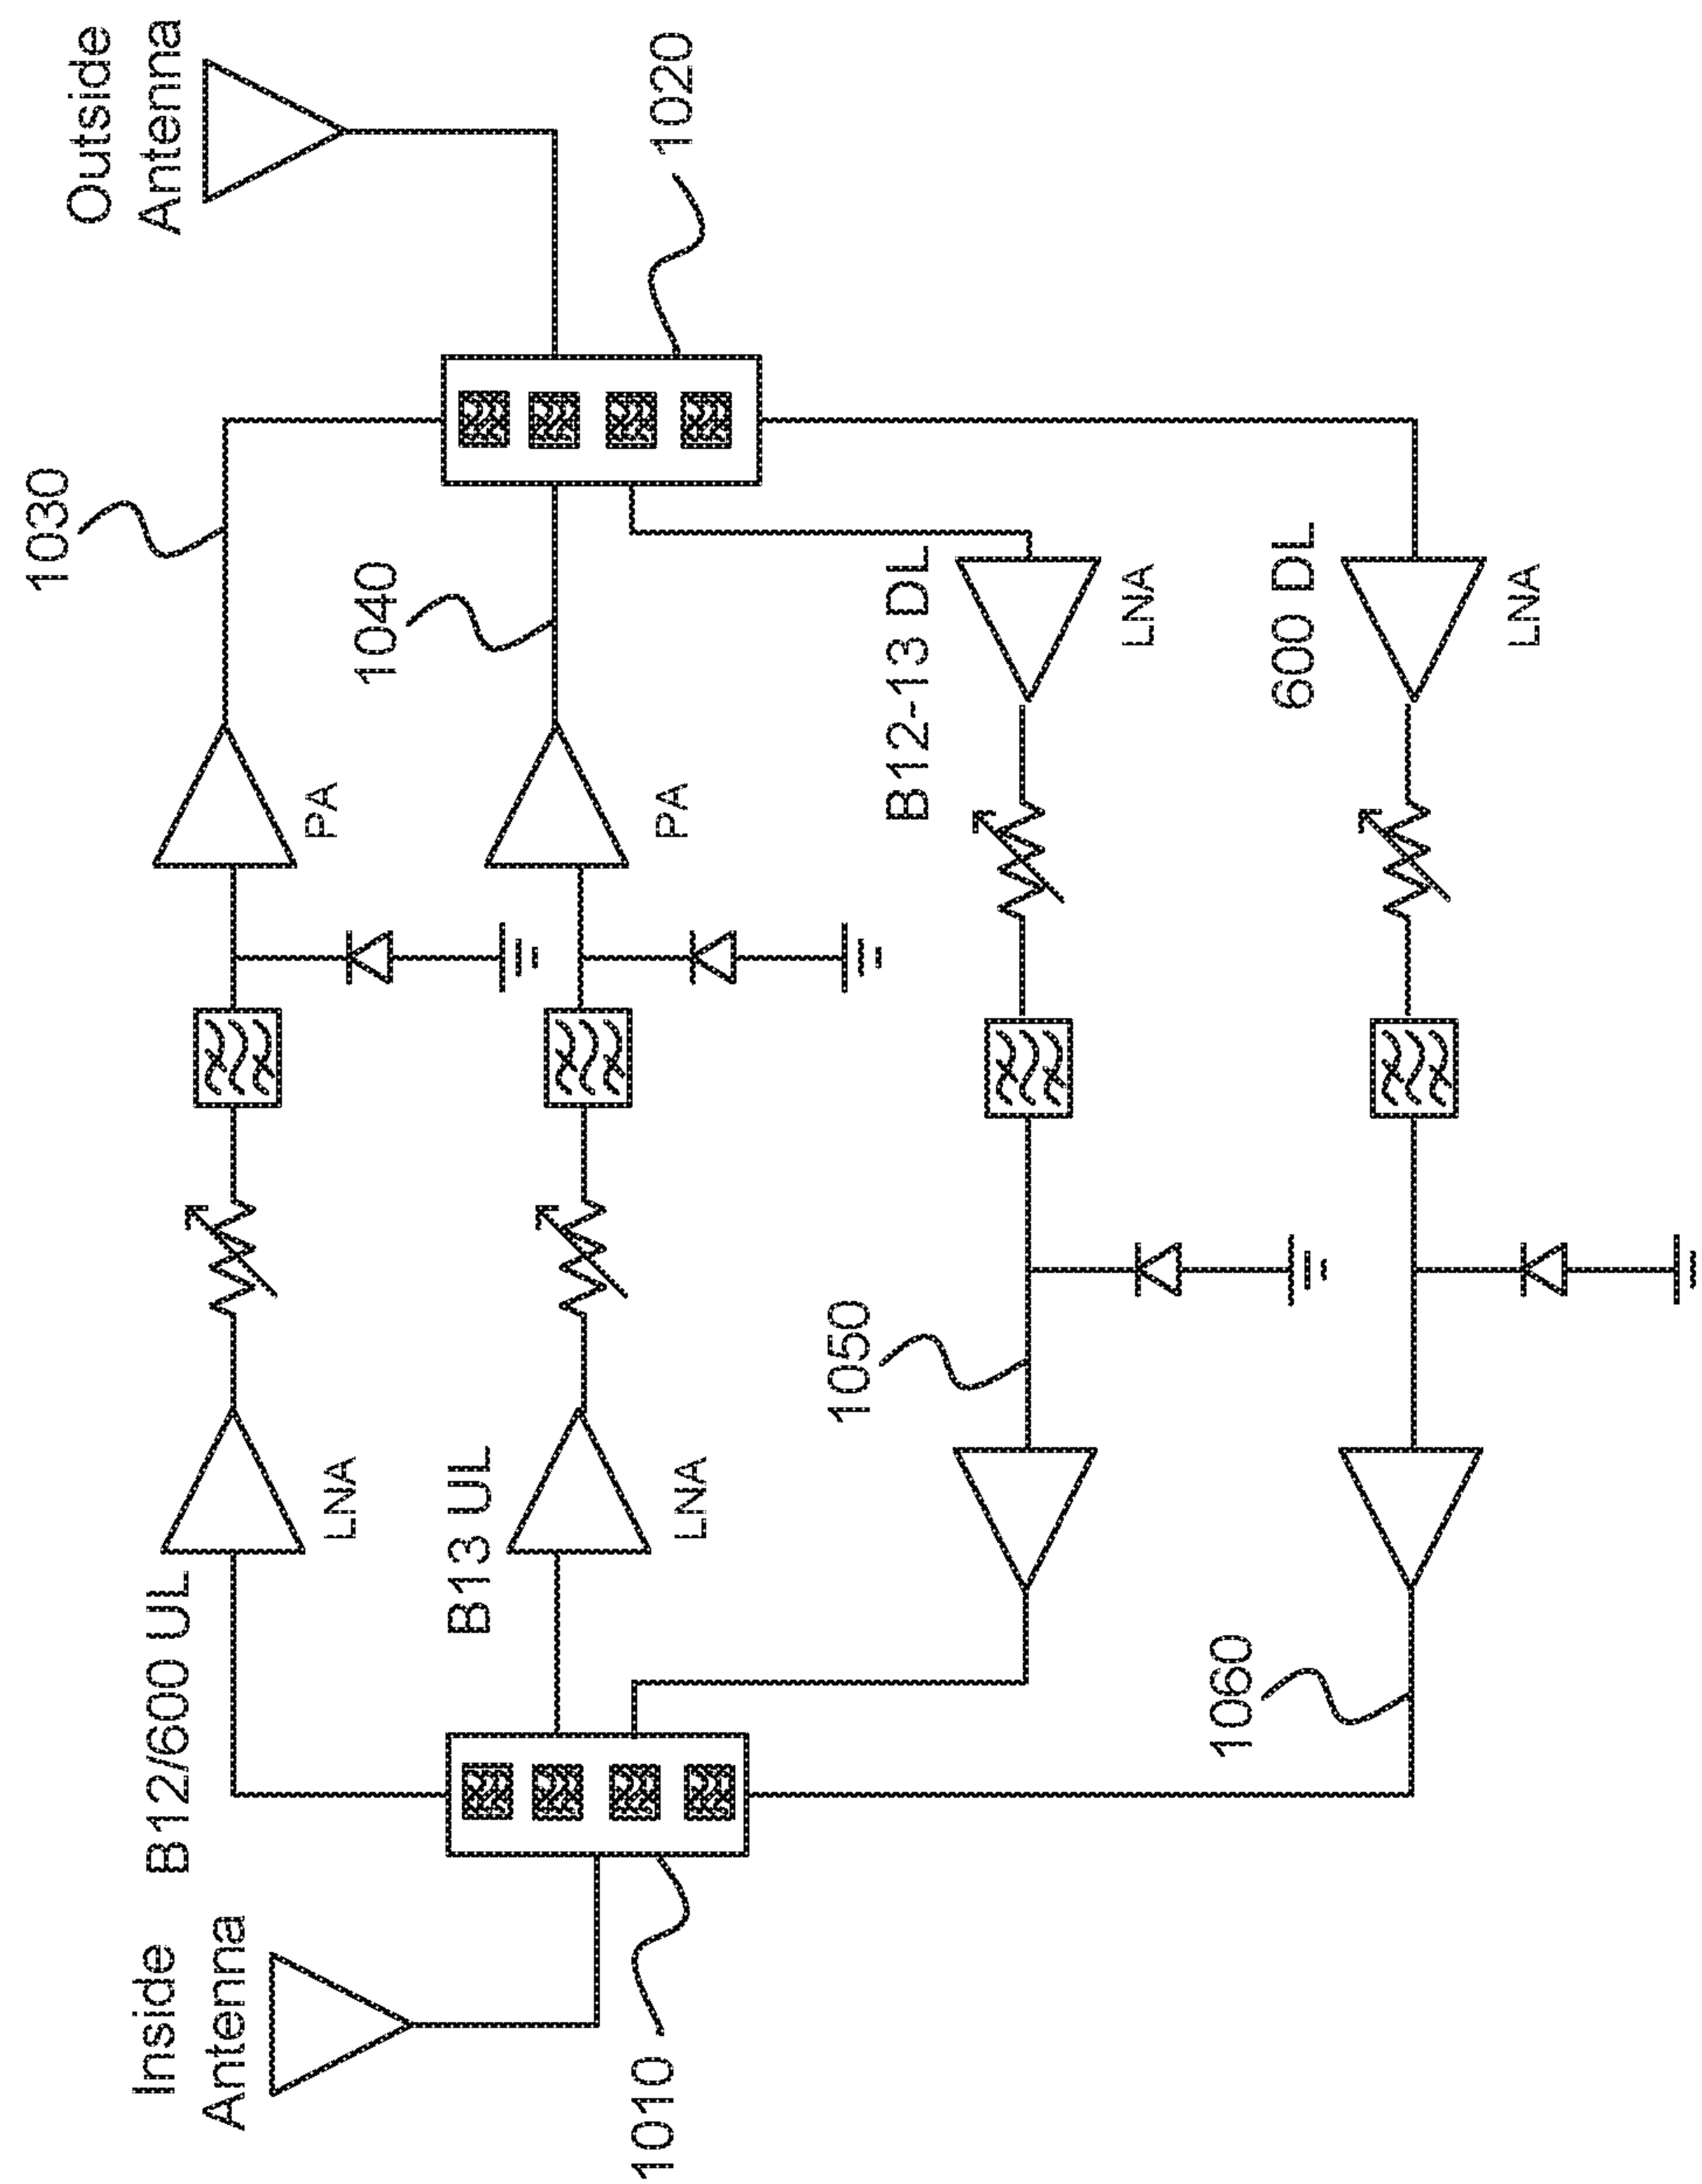 Outside
Antenna
1020
1030
1040
PA
PA
B12-13 DL
LNA
600 DL
LNA
B12/600 UL
LNA
B13 UL
LNA
1050
1060
Inside
Antenna
1010